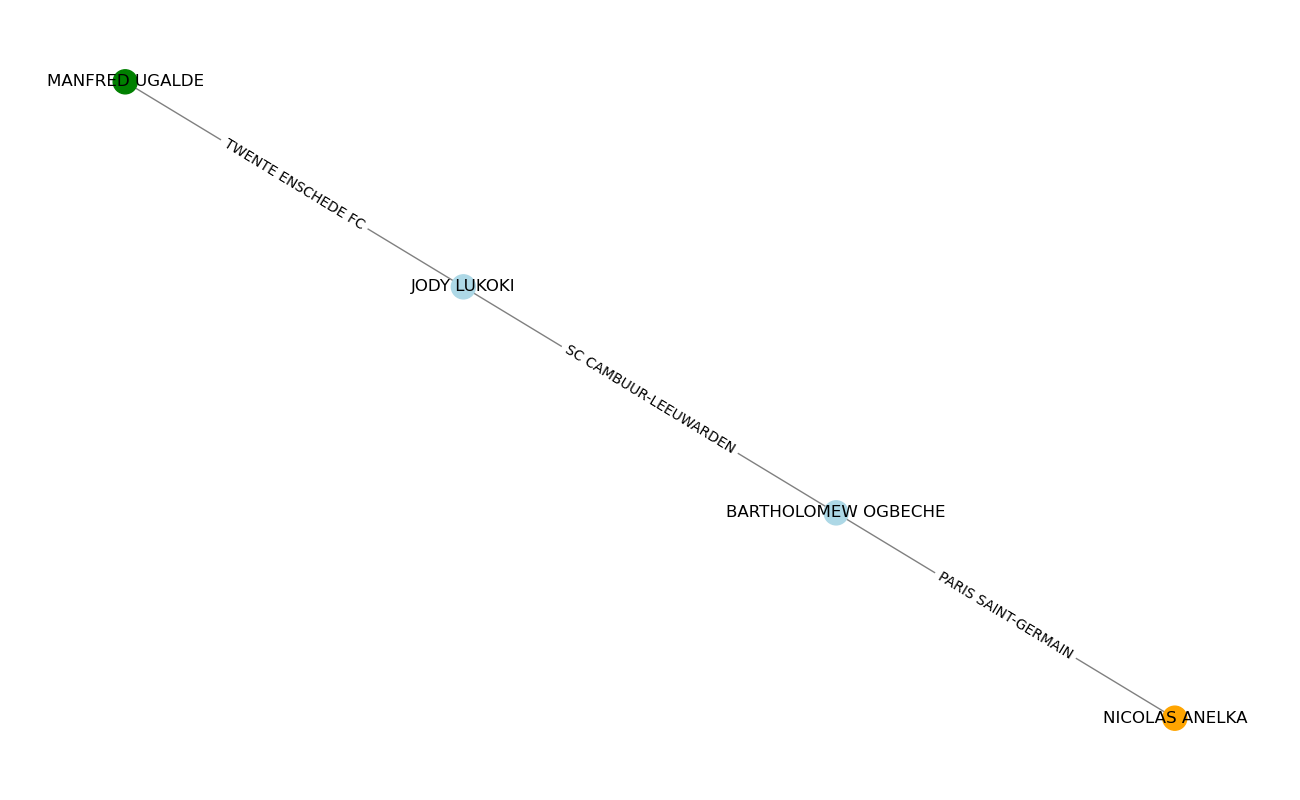 MANFRED UGALDE
TWENTE ENSCHEDE FC
JODY LUKOKI
SC CAMBUUR-LEEUWARDEN
BARTHOLOMEW OGBECHE
PARIS SAINT-GERMAIN
NICOLAS ANELKA